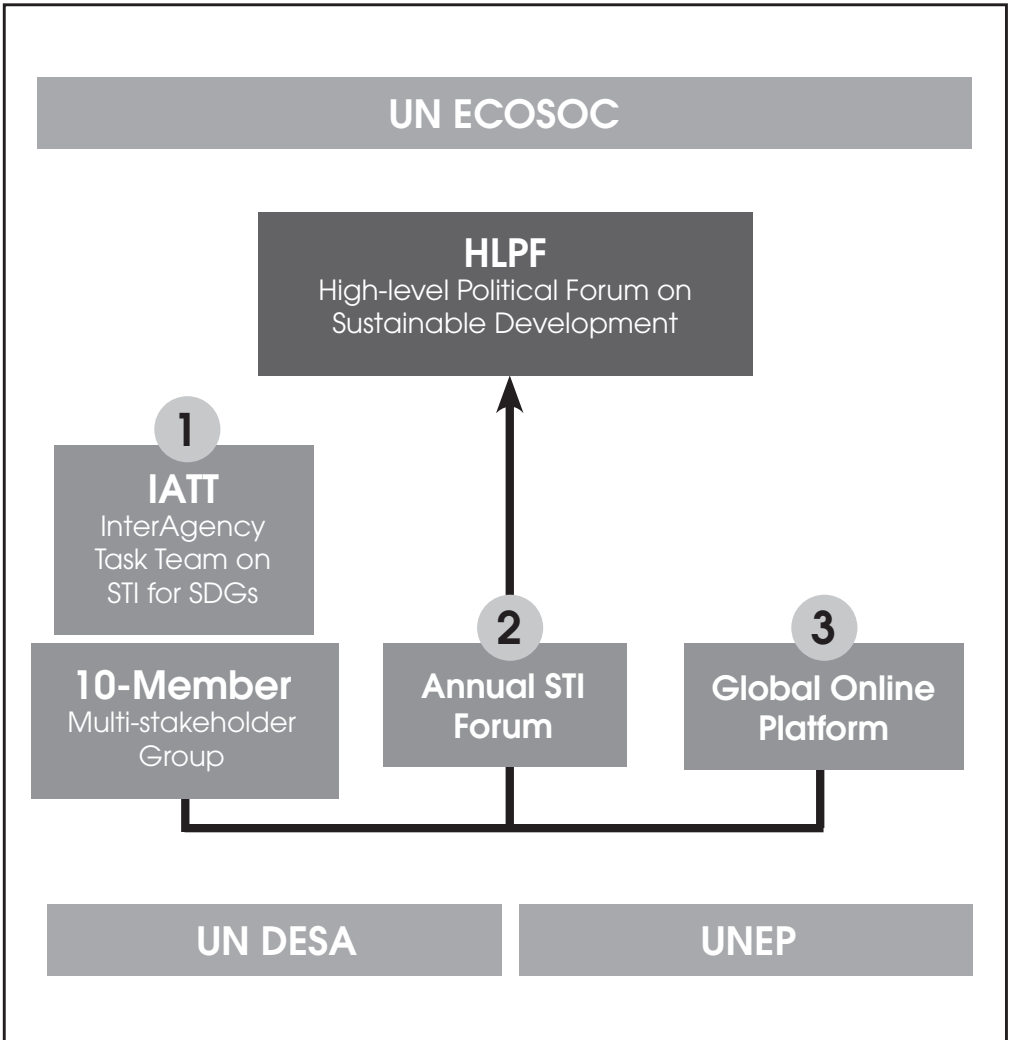 UN ECOSOC
HLPF
High-level Political Forum on
Sustainable Development
1
IATT
InterAgency
Task Team on
STI for SDGs
10-Member
Multi-stakeholder
Group
2
Annual STI
Forum
3
Global Online
Platform
UN DESA
UNEP